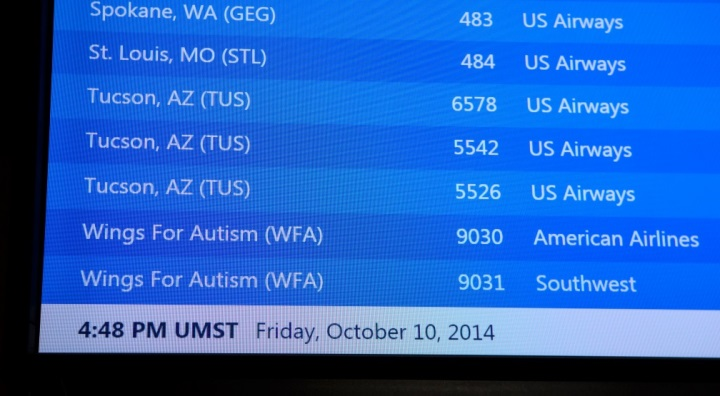 Spokane, WA (GEG) 483 US Airways
St. Louis, MO (STL) 484 US Airways
Tucson, AZ (TUS) 6578 US Airways
Tucson, AZ (TUS) 5542 US Airways
Tucson, AZ (TUS) 5526 US Airways
Wings For Autism (WFA) 9030 American Airlines
Wings For Autism (WFA) 9031 Southwest
4:48 PM UMST Friday, October 10, 2014